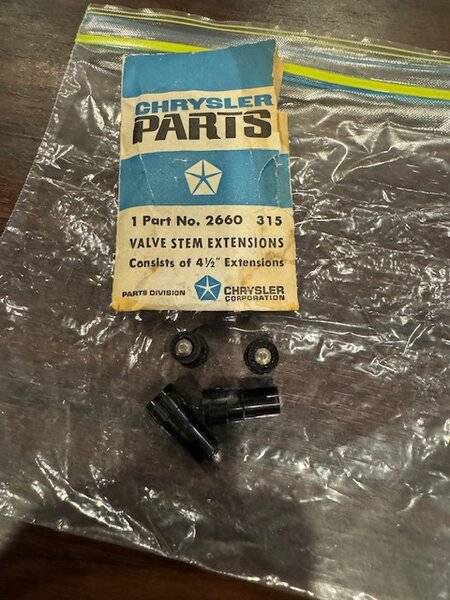 CHRYSLER
PARTS
1 Part No. 2660 315
VALVE STEM EXTENSIONS
Consists of 4½" Extensions
PARTS DIVISION CHRYSLER
CORPORATION